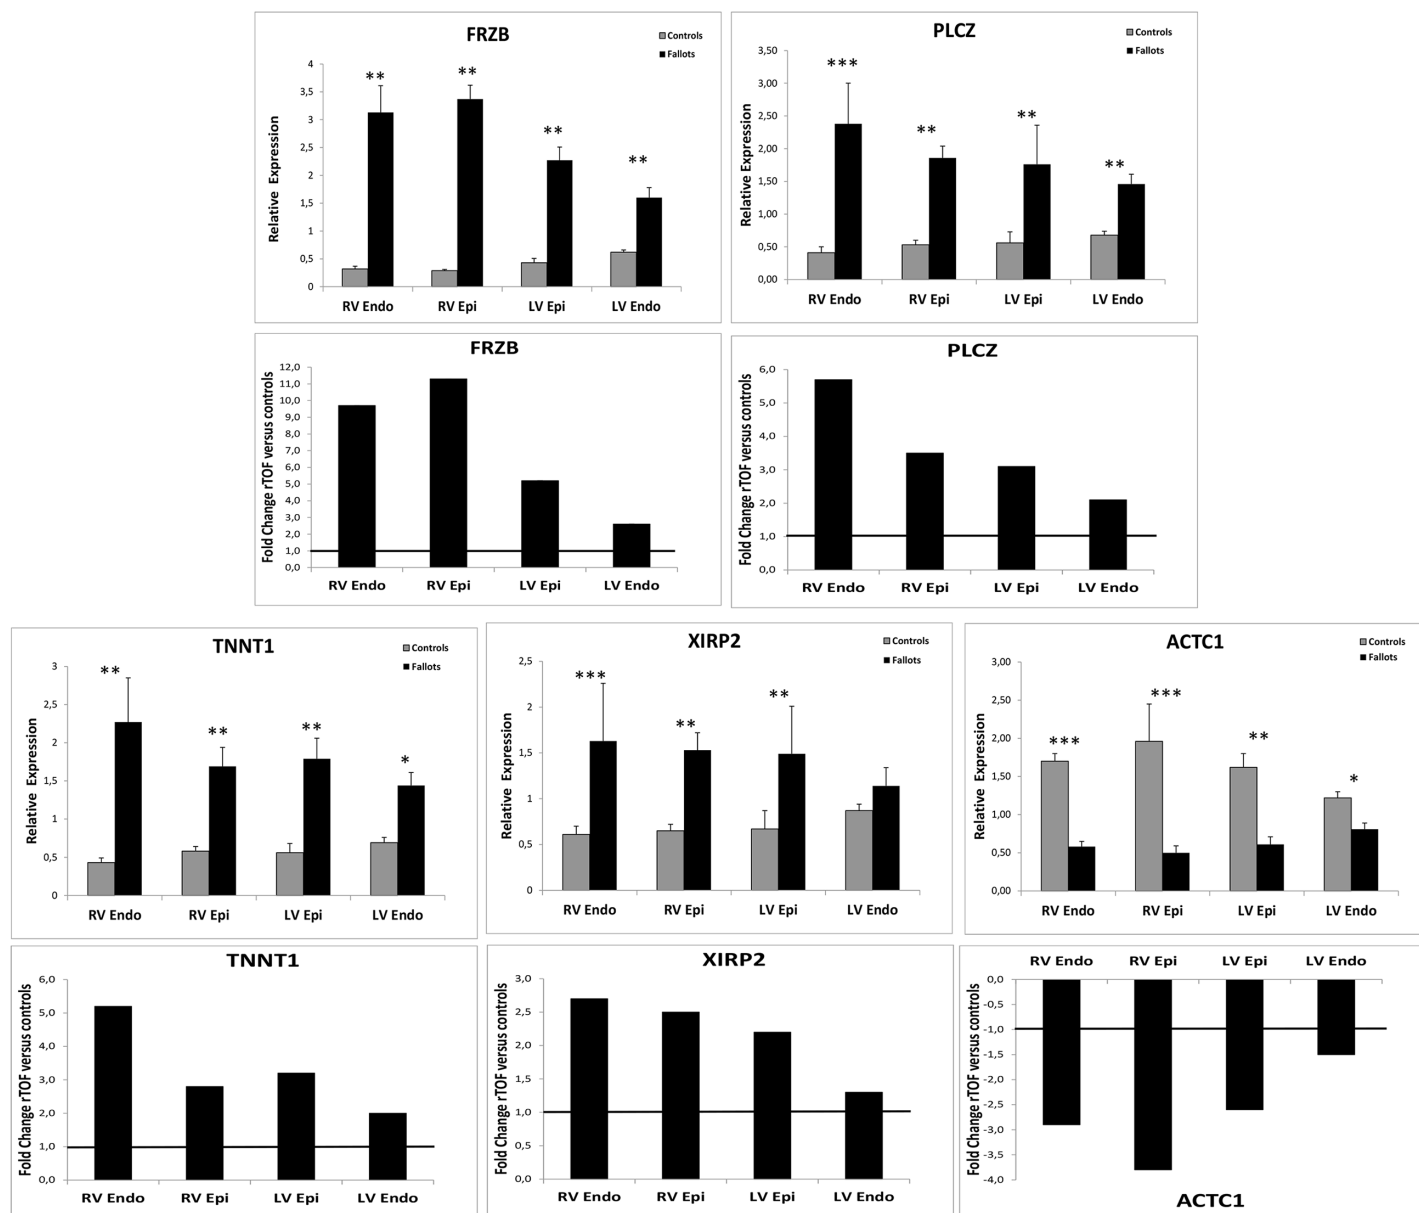 FRZB
Controls
Fallots
Relative Expression
4
3,5
3
2,5
2
1,5
1
0,5
0
**
**
**
**
RV Endo RV Epi LV Epi LV Endo
PLCZ
Controls
Fallots
Relative Expression
3,50
3,00
2,50
2,00
1,50
1,00
0,50
0,00
***
**
**
**
RV Endo RV Epi LV Epi LV Endo
FRZB
Fold Change rTOF versus controls
12,0
11,0
10,0
9,0
8,0
7,0
6,0
5,0
4,0
3,0
2,0
1,0
0,0
RV Endo RV Epi LV Epi LV Endo
PLCZ
Fold Change rTOF versus controls
6,0
5,0
4,0
3,0
2,0
1,0
0,0
RV Endo RV Epi LV Epi LV Endo
TNNT1
Controls
Fallots
Relative Expression
3
2,5
2
1,5
1
0,5
0
**
**
**
*
RV Endo RV Epi LV Epi LV Endo
XIRP2
Controls
Fallots
Relative Expression
2,5
2
1,5
1
0,5
0
***
**
**
RV Endo RV Epi LV Epi LV Endo
ACTC1
Controls
Fallots
Relative Expression
3,00
2,50
2,00
1,50
1,00
0,50
0,00
***
***
**
*
RV Endo RV Epi LV Epi LV Endo
TNNT1
Fold Change rTOF versus controls
6,0
5,0
4,0
3,0
2,0
1,0
0,0
RV Endo RV Epi LV Epi LV Endo
XIRP2
Fold Change rTOF versus controls
3,0
2,5
2,0
1,5
1,0
0,5
0,0
RV Endo RV Epi LV Epi LV Endo
RV Endo RV Epi LV Epi LV Endo
Fold Change rTOF versus controls
0,0
-0,5
-1,0
-1,5
-2,0
-2,5
-3,0
-3,5
-4,0
ACTC1